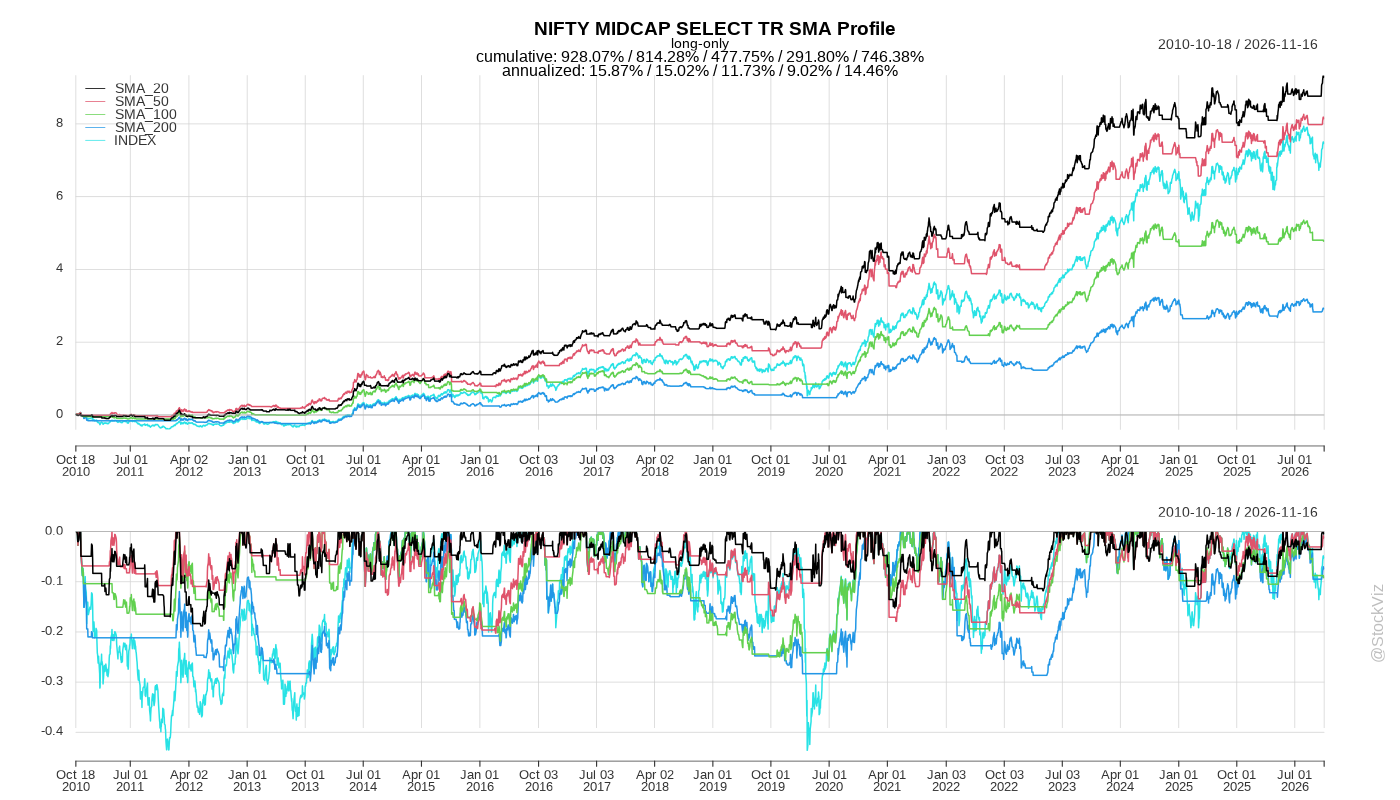 NIFTY MIDCAP SELECT TR SMA Profile
long-only
cumulative: 928.07% / 814.28% / 477.75% / 291.80% / 746.38%
annualized: 15.87% / 15.02% / 11.73% / 9.02% / 14.46%
2010-10-18 / 2026-11-16
SMA_20
SMA_50
SMA_100
SMA_200
INDEX
8
6
4
2
0
Oct 18 Jul 01 Apr 02 Jan 01 Oct 01 Jul 01 Apr 01 Jan 01 Oct 03 Jul 03 Apr 02 Jan 01 Oct 01 Jul 01 Apr 01 Jan 03 Oct 03 Jul 03 Apr 01 Jan 01 Oct 01 Jul 01
2010 2011 2012 2013 2013 2014 2015 2016 2016 2017 2018 2019 2019 2020 2021 2022 2022 2023 2024 2025 2025 2026
2010-10-18 / 2026-11-16
0.0
-0.1
-0.2
-0.3
-0.4
Oct 18 Jul 01 Apr 02 Jan 01 Oct 01 Jul 01 Apr 01 Jan 01 Oct 03 Jul 03 Apr 02 Jan 01 Oct 01 Jul 01 Apr 01 Jan 03 Oct 03 Jul 03 Apr 01 Jan 01 Oct 01 Jul 01
2010 2011 2012 2013 2013 2014 2015 2016 2016 2017 2018 2019 2019 2020 2021 2022 2022 2023 2024 2025 2025 2026
@StockViz